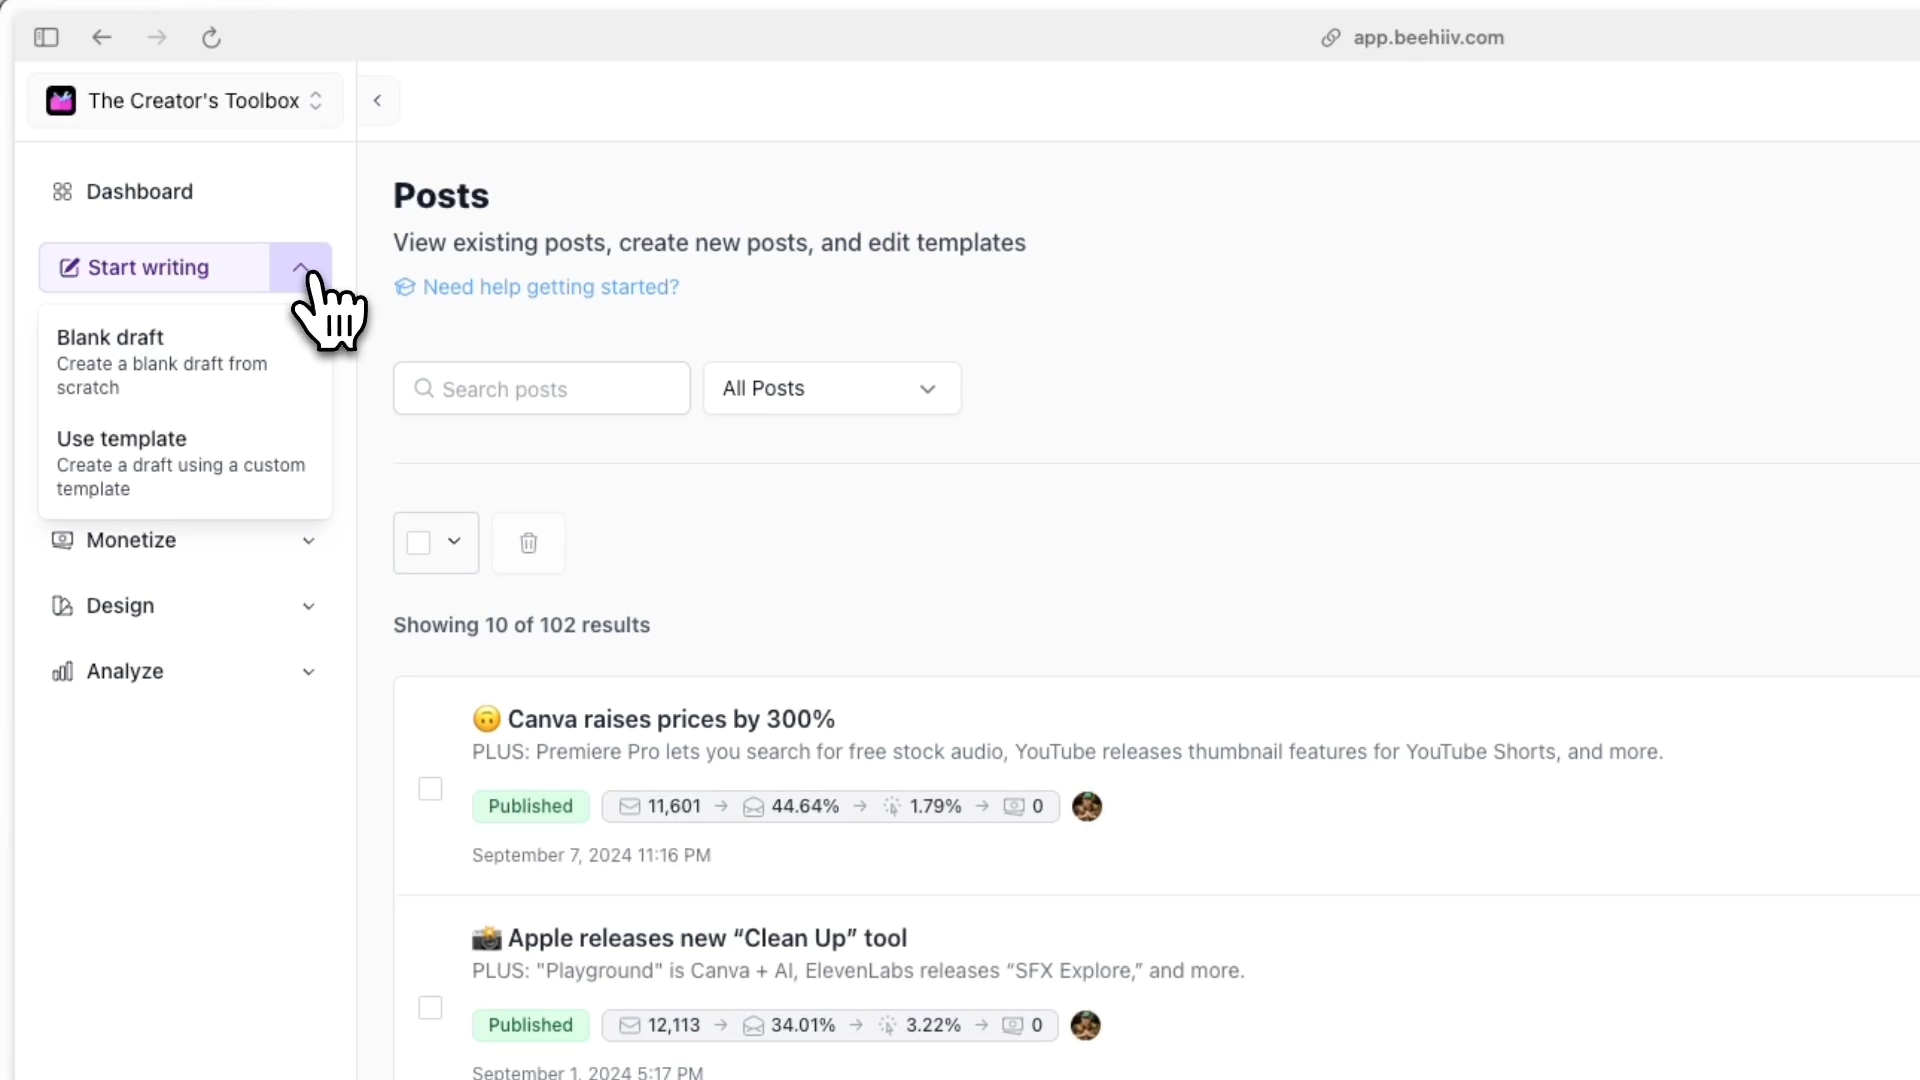 app.beehiiv.com
The Creator's Toolbox
Dashboard
Start writing
Blank draft
Create a blank draft from
scratch
Use template
Create a draft using a custom
template
Monetize
Design
Analyze
Posts
View existing posts, create new posts, and edit templates
Need help getting started?
Search posts
All Posts
Showing 10 of 102 results
🙃 Canva raises prices by 300%
PLUS: Premiere Pro lets you search for free stock audio, YouTube releases thumbnail features for YouTube Shorts, and more.
Published 11,601 → 44.64% → 1.79% → 0
September 7, 2024 11:16 PM
📸 Apple releases new “Clean Up” tool
PLUS: "Playground" is Canva + AI, ElevenLabs releases “SFX Explore,” and more.
Published 12,113 → 34.01% → 3.22% → 0
September 1, 2024 5:17 PM